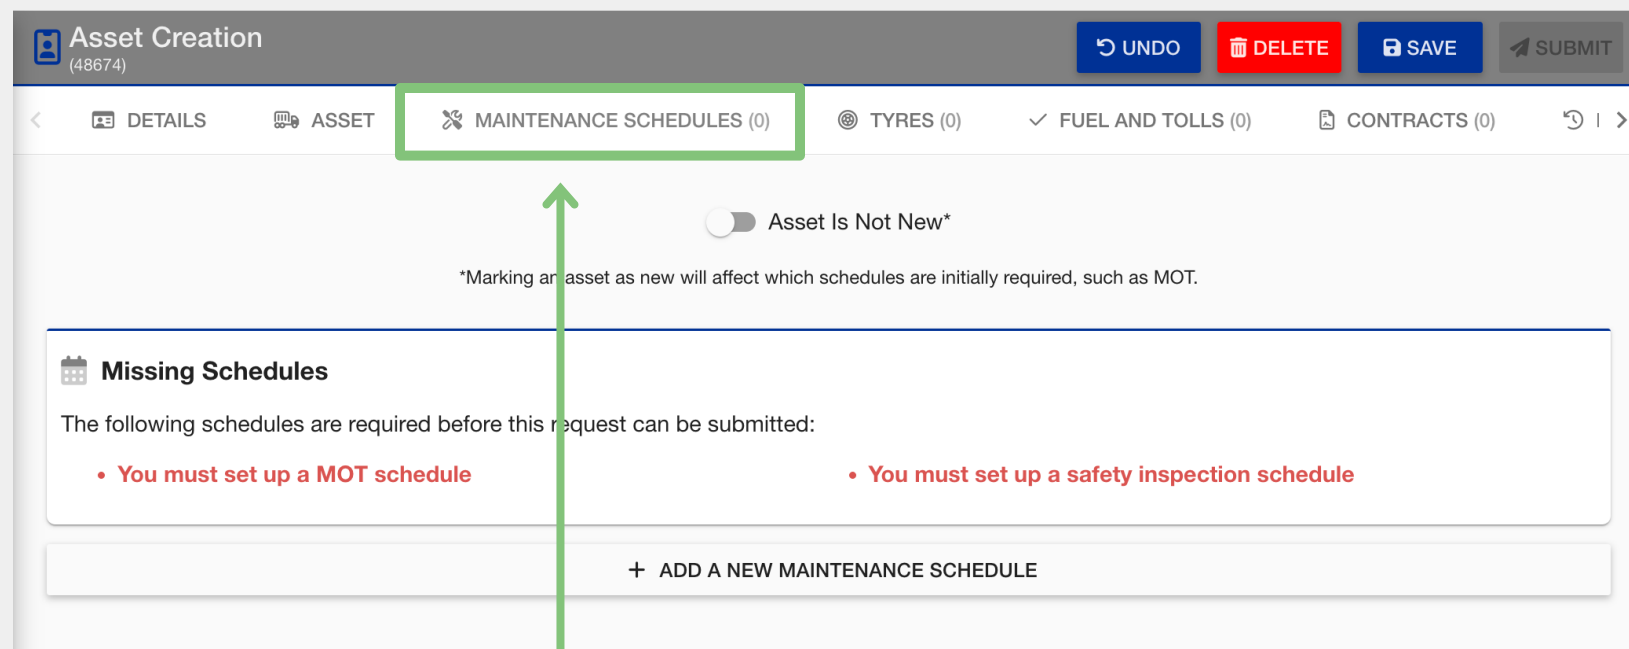 Asset Creation
(48674)
UNDO
DELETE
SAVE
SUBMIT
DETAILS
ASSET
MAINTENANCE SCHEDULES (0)
TYRES (0)
FUEL AND TOLLS (0)
CONTRACTS (0)
Asset Is Not New*
*Marking an asset as new will affect which schedules are initially required, such as MOT.
Missing Schedules
The following schedules are required before this request can be submitted:
• You must set up a MOT schedule
• You must set up a safety inspection schedule
+ ADD A NEW MAINTENANCE SCHEDULE